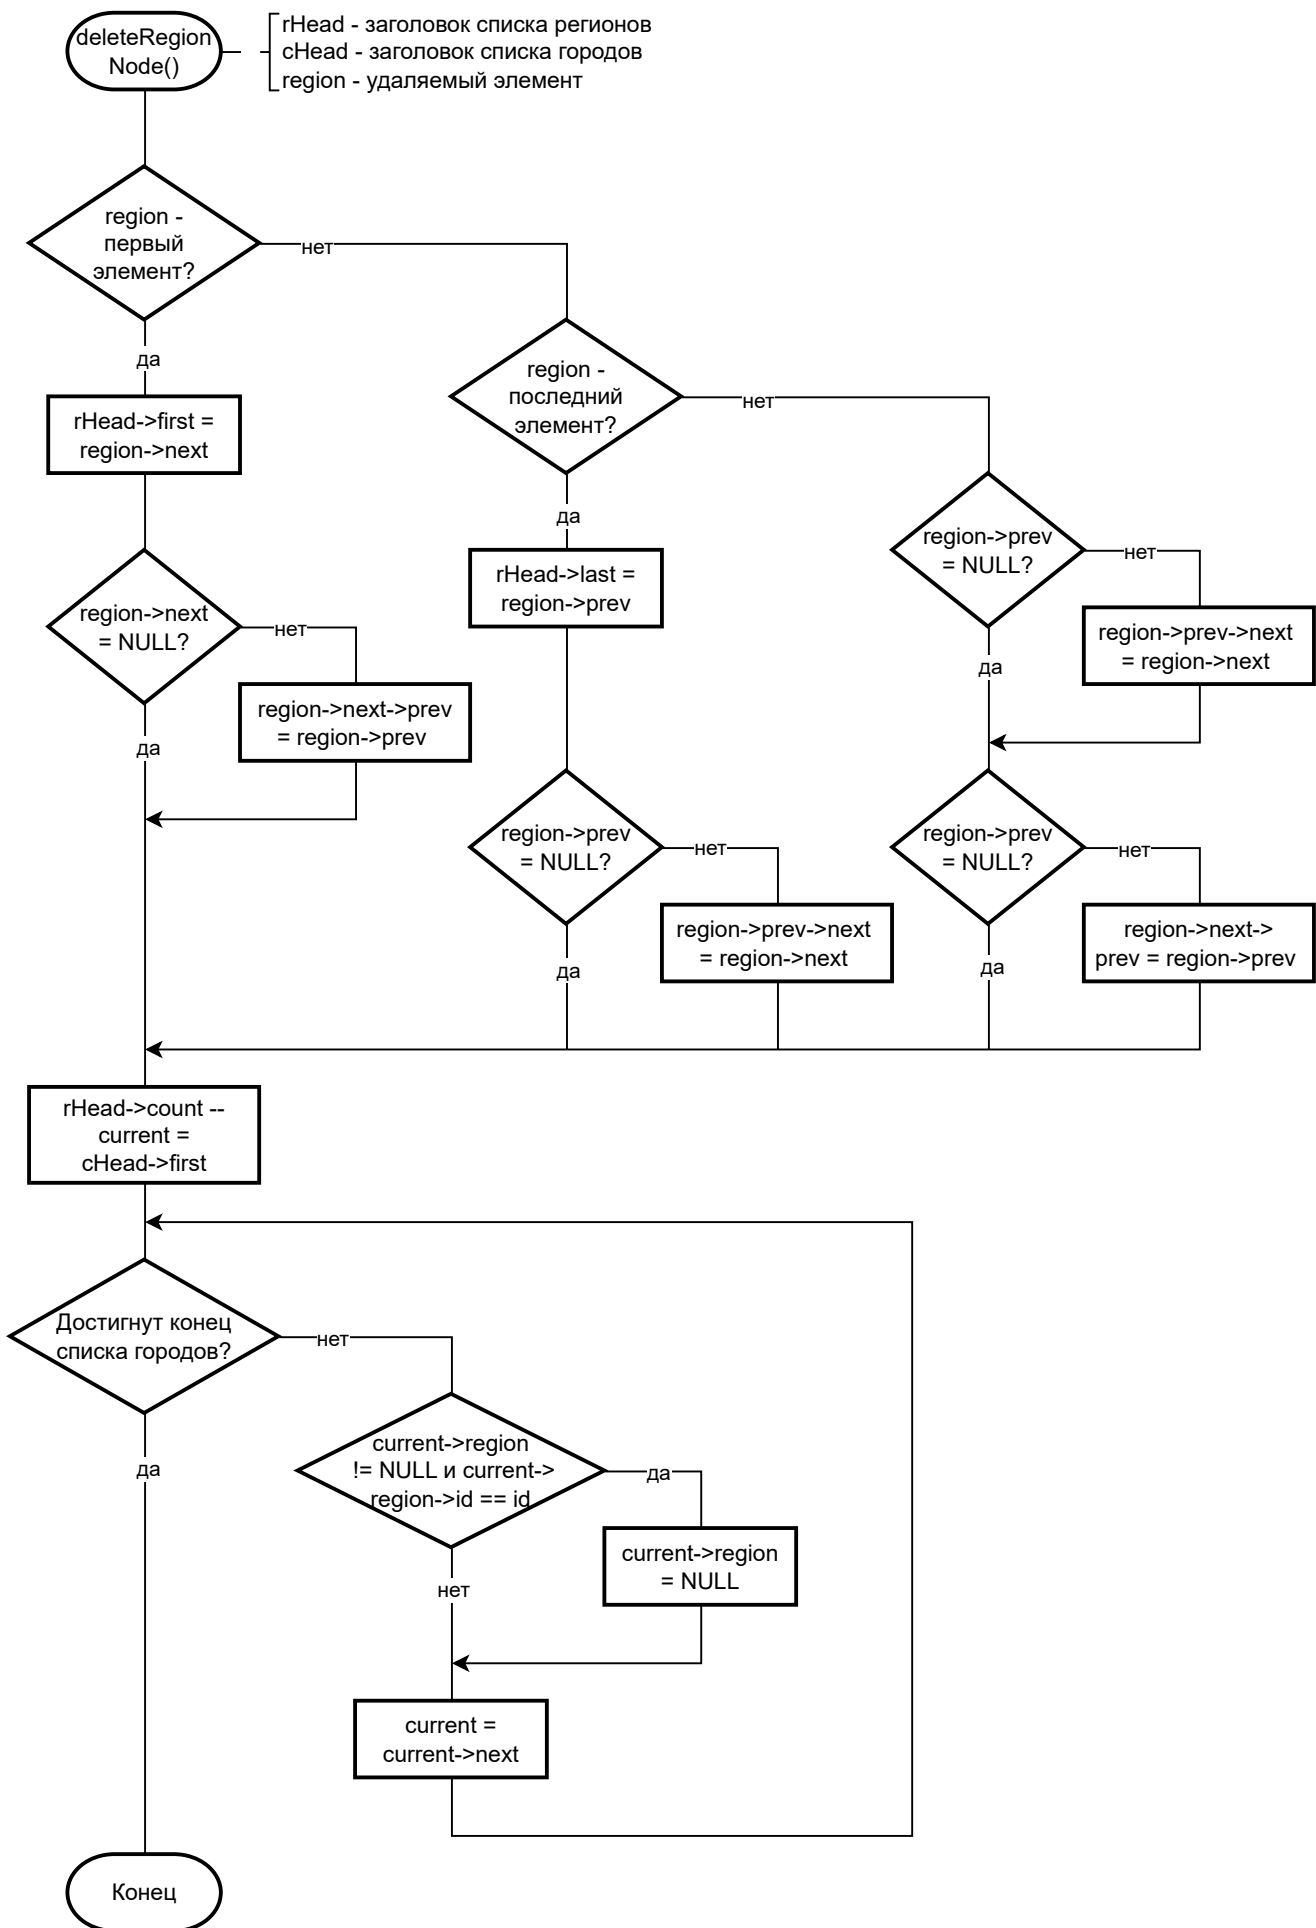 deleteRegion
Node()
rHead - заголовок списка регионов
cHead - заголовок списка городов
region - удаляемый элемент
region -
первый
элемент?
нет
да
rHead->first =
region->next
region -
последний
элемент?
нет
да
rHead->last =
region->prev
region->prev
= NULL?
нет
region->prev->next
= region->next
да
region->next
= NULL?
нет
region->next->prev
= region->prev
да
region->prev
= NULL?
нет
region->prev->next
= region->next
да
region->prev
= NULL?
нет
region->next->
prev = region->prev
да
rHead->count --
current =
cHead->first
Достигнут конец
списка городов?
нет
да
current->region
!= NULL и current->
region->id == id
да
current->region
= NULL
нет
current =
current->next
Конец